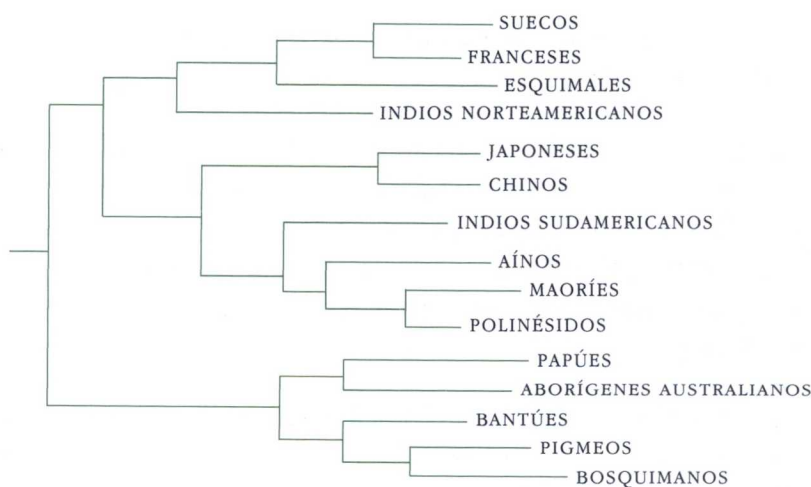 SUECOS
FRANCESES
ESQUIMALES
INDIOS NORTEAMERICANOS
JAPONESES
CHINOS
INDIOS SUDAMERICANOS
AÍNOS
MAORÍES
POLINÉSIDOS
PAPÚES
ABORÍGENES AUSTRALIANOS
BANTÚES
PIGMEOS
BOSQUIMANOS